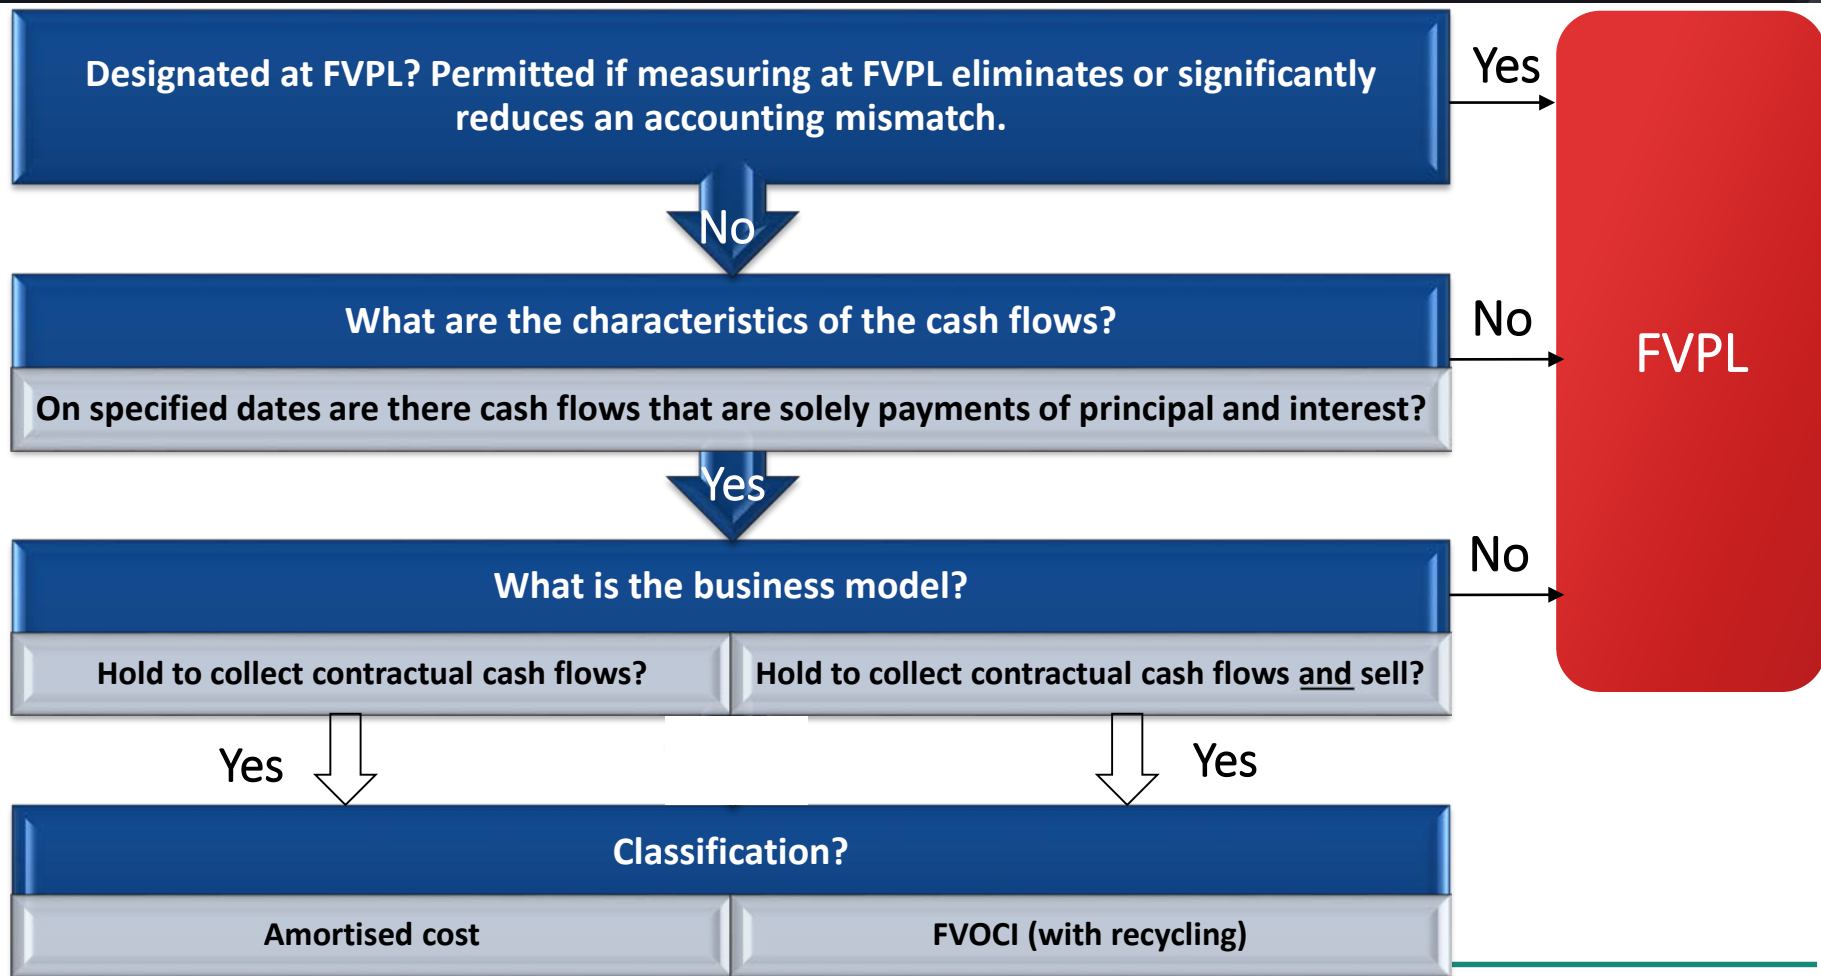 Designated at FVPL? Permitted if measuring at FVPL eliminates or significantly
reduces an accounting mismatch.
Yes
No
What are the characteristics of the cash flows?
No
FVPL
On specified dates are there cash flows that are solely payments of principal and interest?
Yes
What is the business model?
No
Hold to collect contractual cash flows?
Hold to collect contractual cash flows and sell?
Yes
Yes
Classification?
Amortised cost
FVOCI (with recycling)